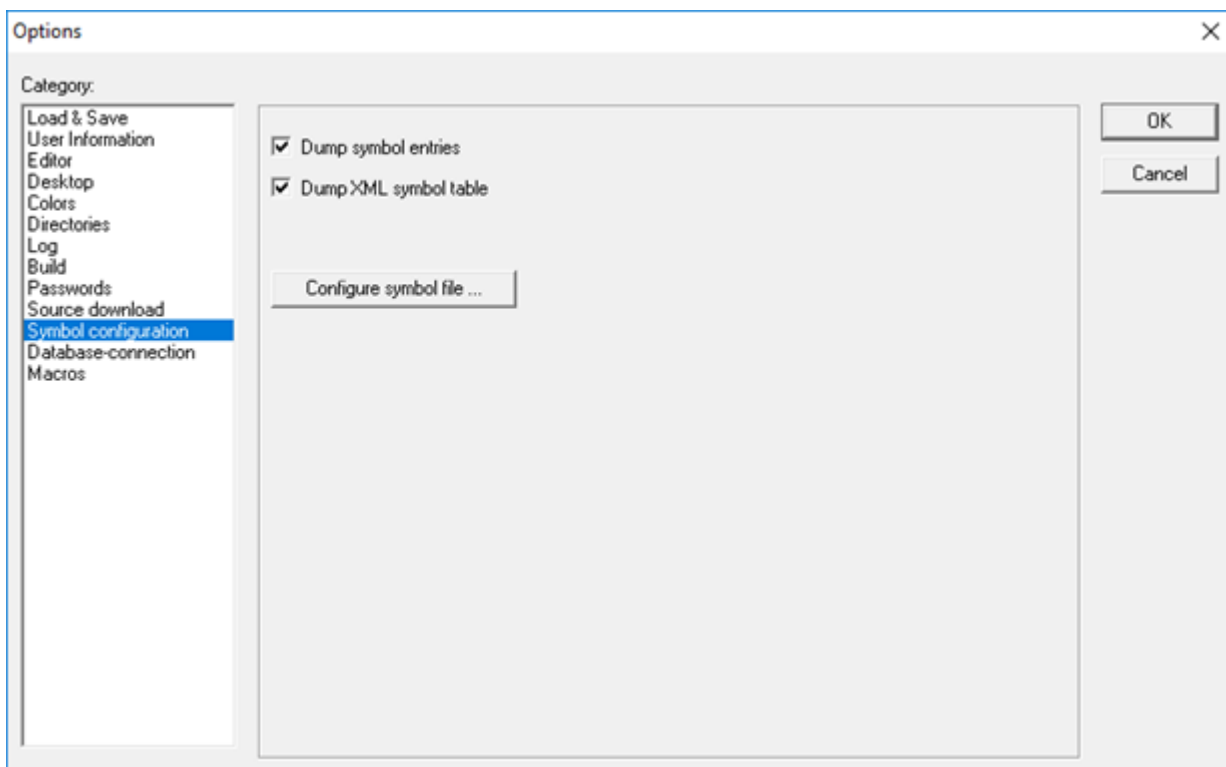 Options
Category:
Load & Save
User Information
Editor
Desktop
Colors
Directories
Log
Build
Passwords
Source download
Symbol configuration
Database-connection
Macros
Dump symbol entries
Dump XML symbol table
Configure symbol file ...
OK
Cancel